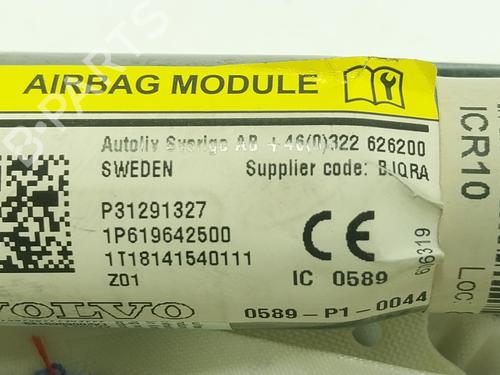 AIRBAG MODULE
Autoliv Sverige AB +46(0)322 626200
SWEDEN Supplier code: BJQRA
P31291327
1P619642500
1T18141540111
Z01
CE
IC 0589
VOLVO
0589-P1-0044
ICR10
LOC: